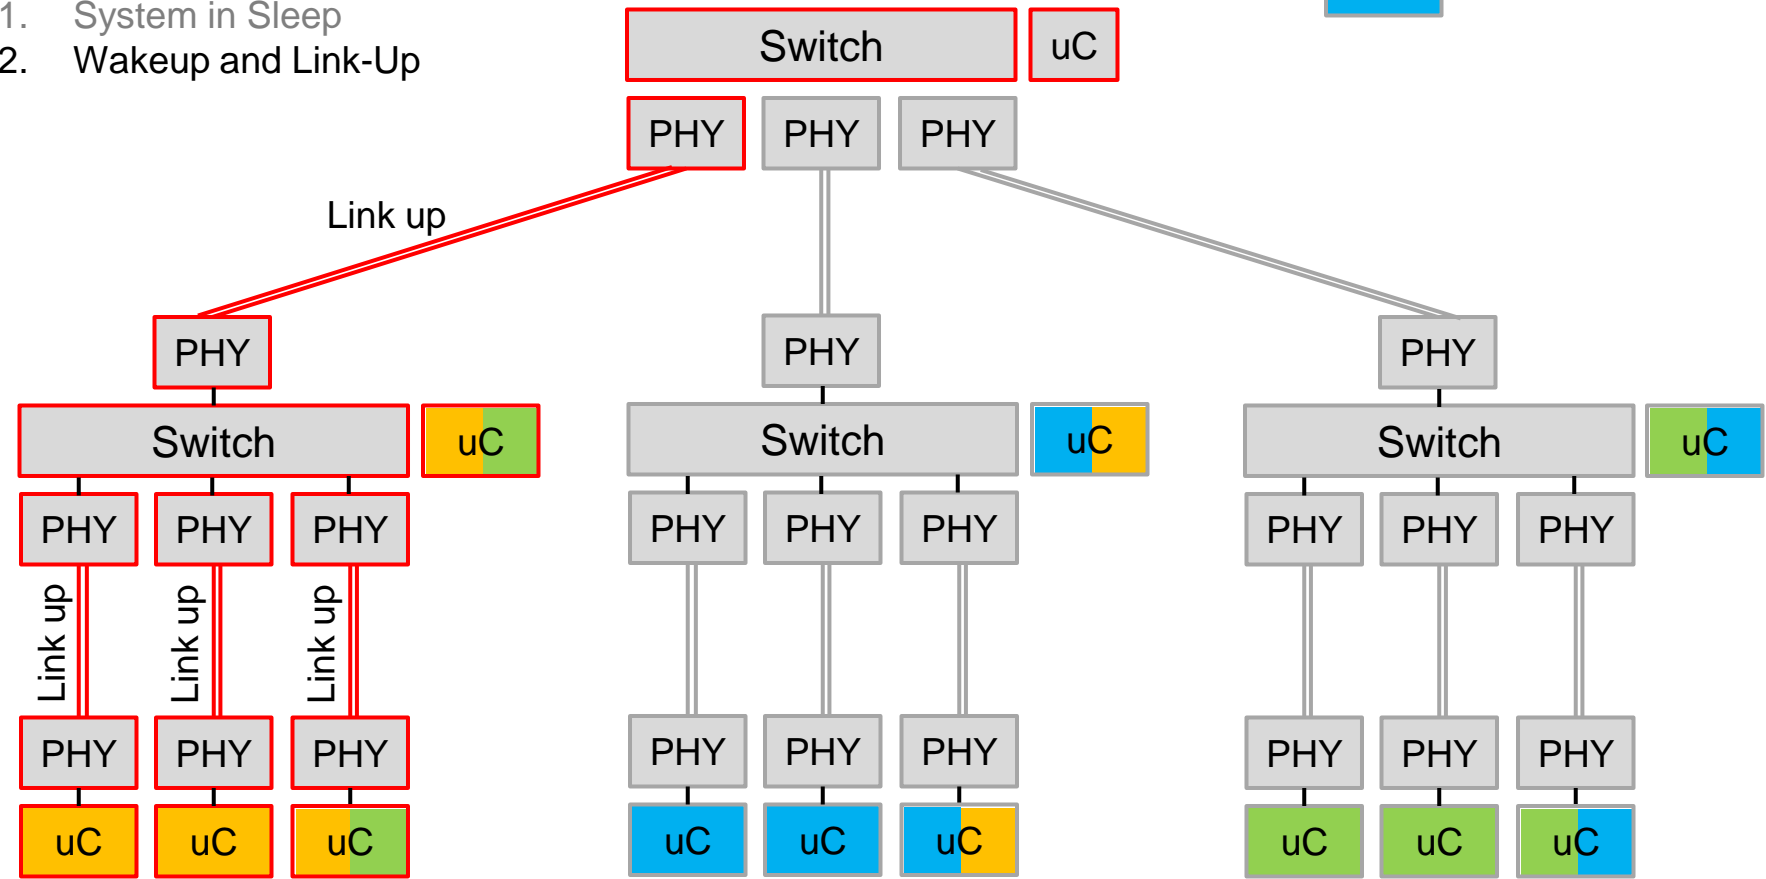 1. System in Sleep
2. Wakeup and Link-Up
Switch uC
PHY PHY PHY
Link up
PHY PHY PHY
Switch uC Switch uC Switch uC
PHY PHY PHY PHY PHY PHY PHY PHY PHY
Link up Link up Link up
PHY PHY PHY PHY PHY PHY PHY PHY PHY
uC uC uC uC uC uC uC uC uC